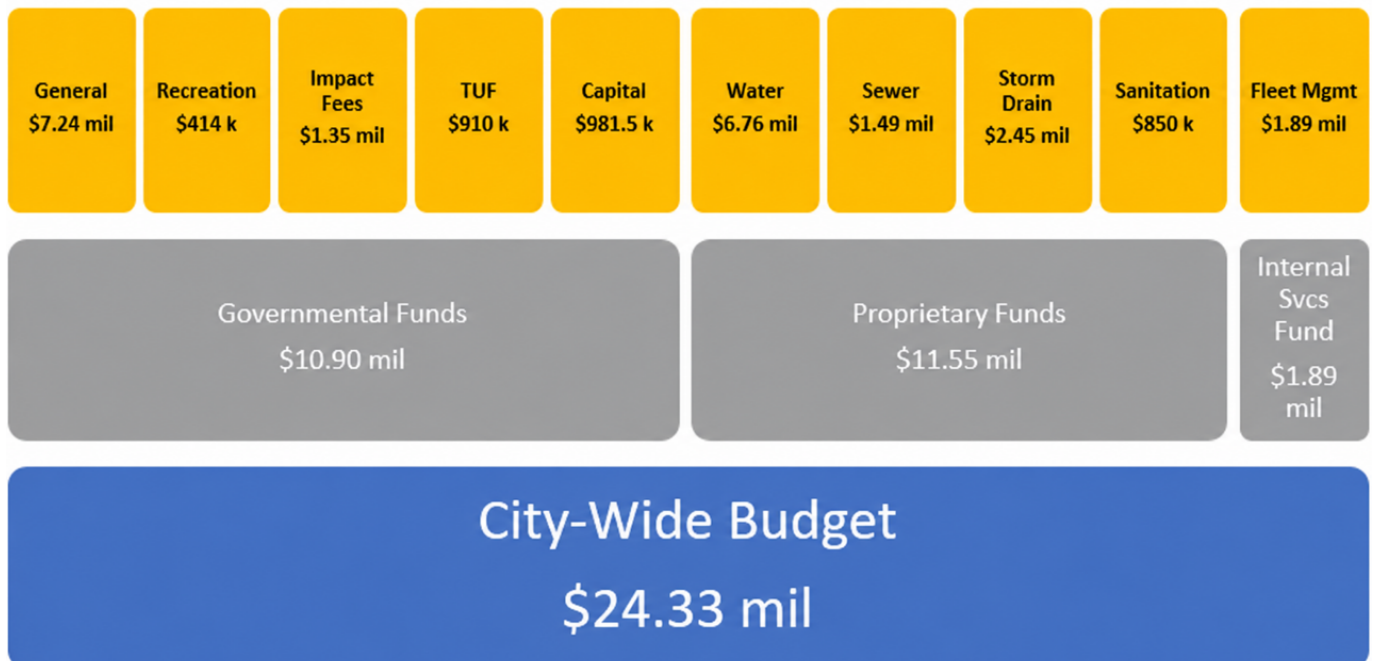 General
$7.24 mil
Recreation
$414 k
Impact
Fees
$1.35 mil
TUF
$910 k
Capital
$981.5 k
Water
$6.76 mil
Sewer
$1.49 mil
Storm
Drain
$2.45 mil
Sanitation
$850 k
Fleet Mgmt
$1.89 mil
Governmental Funds
$10.90 mil
Proprietary Funds
$11.55 mil
Internal
Svcs
Fund
$1.89
mil
City-Wide Budget
$24.33 mil